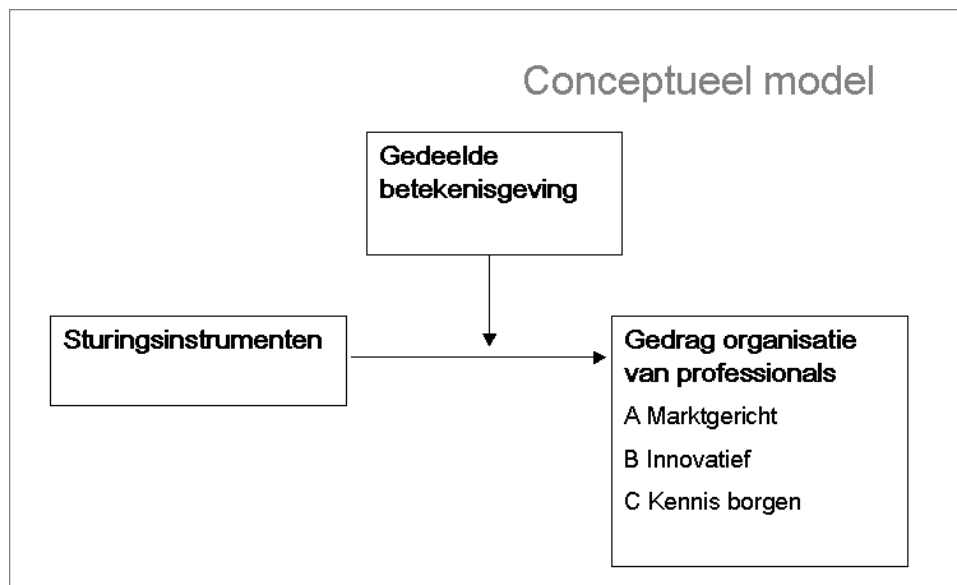 Conceptueel model
Gedeelde
betekenisgeving
Sturingsinstrumenten
Gedrag organisatie
van professionals
A Marktgericht
B Innovatief
C Kennis borgen